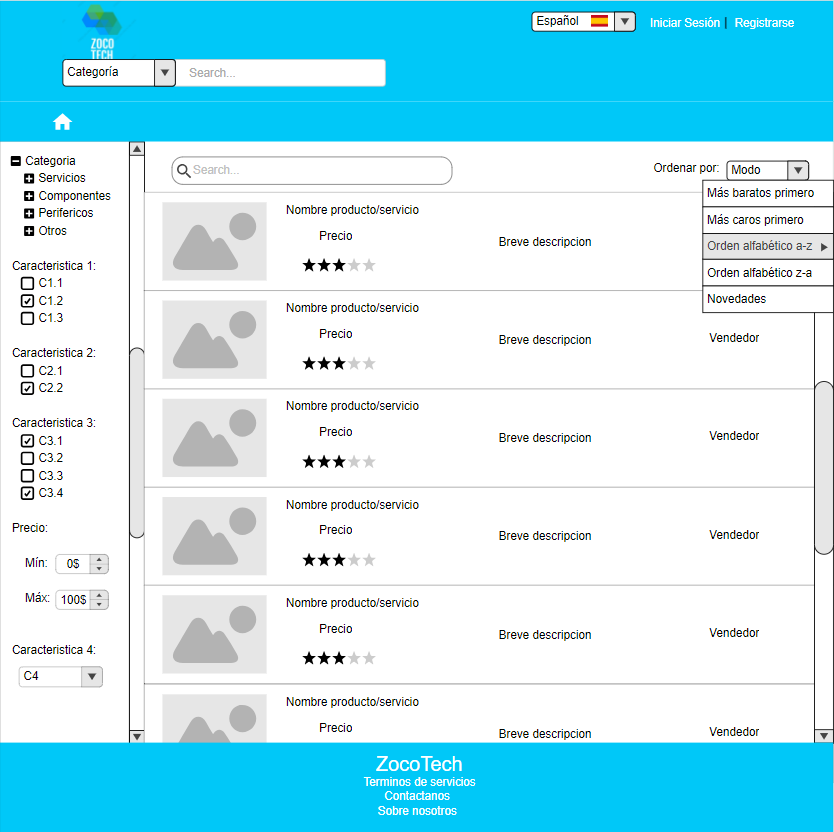 ZOCO
TECH
Español
Iniciar Sesión | Registrarse
Categoría
Search...
Categoria
Servicios
Componentes
Perifericos
Otros
Caracteristica 1:
C1.1
C1.2
C1.3
Caracteristica 2:
C2.1
C2.2
Caracteristica 3:
C3.1
C3.2
C3.3
C3.4
Precio:
Mín: 0$
Máx: 100$
Caracteristica 4:
C4
Search...
Ordenar por: Modo
Más baratos primero
Más caros primero
Orden alfabético a-z
Orden alfabético z-a
Novedades
Nombre producto/servicio
Precio
Breve descripcion
Nombre producto/servicio
Precio
Breve descripcion
Vendedor
Nombre producto/servicio
Precio
Breve descripcion
Vendedor
Nombre producto/servicio
Precio
Breve descripcion
Vendedor
Nombre producto/servicio
Precio
Breve descripcion
Vendedor
Nombre producto/servicio
Precio
Breve descripcion
Vendedor
ZocoTech
Terminos de servicios
Contactanos
Sobre nosotros